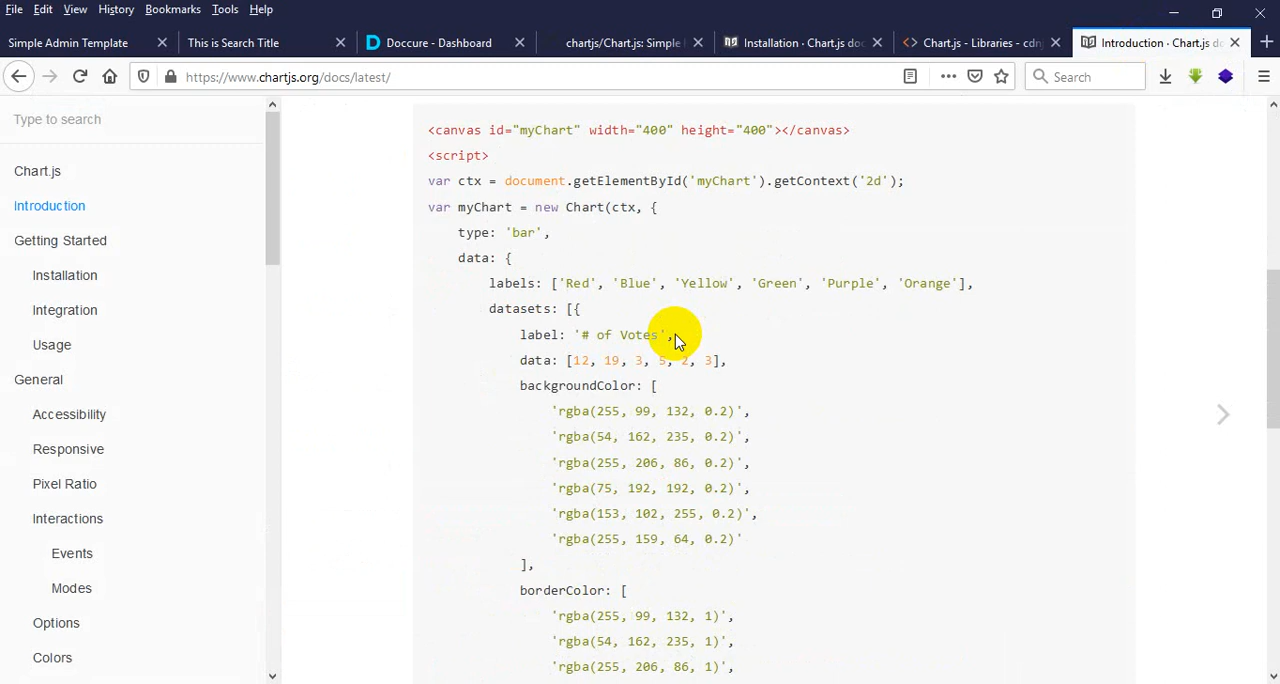 File Edit View History Bookmarks Tools Help
Simple Admin Template This is Search Title Doccure - Dashboard chartjs/Chart.js: Simple Installation · Chart.js doc Chart.js - Libraries - cdnj Introduction · Chart.js do
https://www.chartjs.org/docs/latest/ Search
Type to search
Chart.js
Introduction
Getting Started
Installation
Integration
Usage
General
Accessibility
Responsive
Pixel Ratio
Interactions
Events
Modes
Options
Colors
<canvas id="myChart" width="400" height="400"></canvas>
<script>
var ctx = document.getElementById('myChart').getContext('2d');
var myChart = new Chart(ctx, {
type: 'bar',
data: {
labels: ['Red', 'Blue', 'Yellow', 'Green', 'Purple', 'Orange'],
datasets: [{
label: '# of Votes',
data: [12, 19, 3, 5, 2, 3],
backgroundColor: [
'rgba(255, 99, 132, 0.2)',
'rgba(54, 162, 235, 0.2)',
'rgba(255, 206, 86, 0.2)',
'rgba(75, 192, 192, 0.2)',
'rgba(153, 102, 255, 0.2)',
'rgba(255, 159, 64, 0.2)'
],
borderColor: [
'rgba(255, 99, 132, 1)',
'rgba(54, 162, 235, 1)',
'rgba(255, 206, 86, 1)',